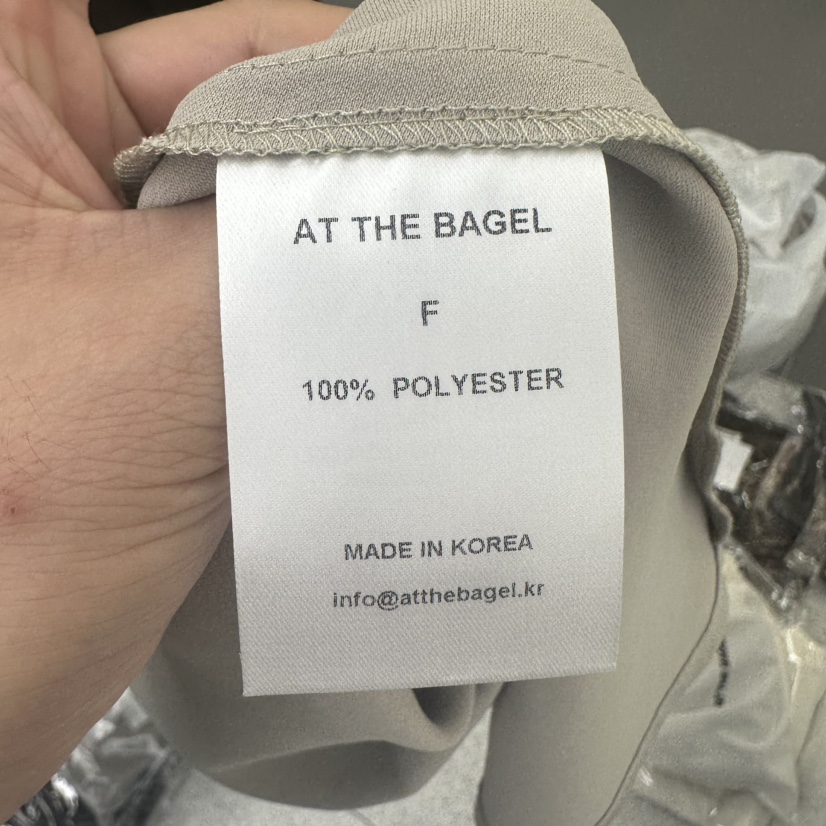 AT THE BAGEL
F
100% POLYESTER
MADE IN KOREA
info@atthebagel.kr